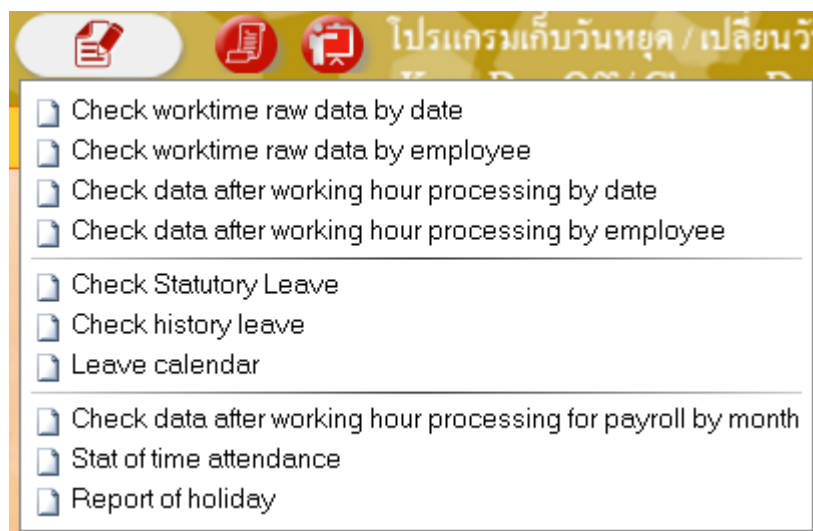 โปรแกรมเก็บวันหยุด / เปลี่ยนวั
Check worktime raw data by date
Check worktime raw data by employee
Check data after working hour processing by date
Check data after working hour processing by employee
Check Statutory Leave
Check history leave
Leave calendar
Check data after working hour processing for payroll by month
Stat of time attendance
Report of holiday